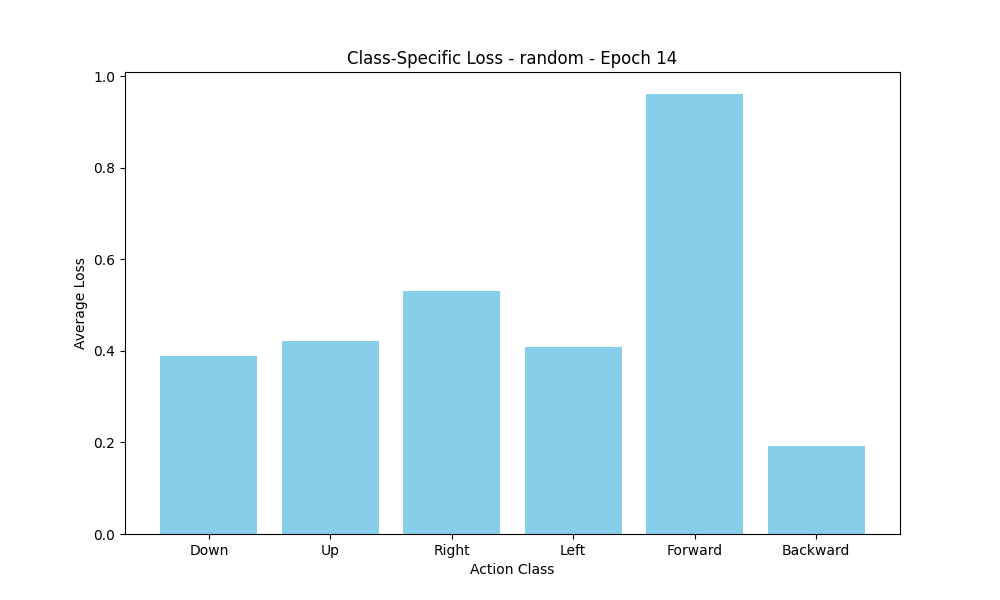 Class-Specific Loss - random - Epoch 14
1.0
0.8
0.6
0.4
0.2
0.0
Average Loss
Down Up Right Left Forward Backward
Action Class